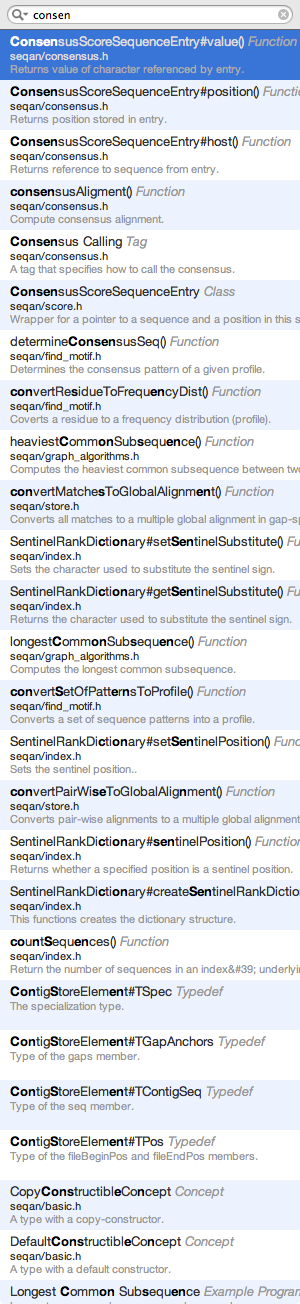 consen
ConsensusScoreSequenceEntry#value() Function
seqan/consensus.h
Returns value of character referenced by entry.
ConsensusScoreSequenceEntry#position() Functi
seqan/consensus.h
Returns position stored in entry.
ConsensusScoreSequenceEntry#host() Function
seqan/consensus.h
Returns reference to sequence from entry.
consensusAligment() Function
seqan/consensus.h
Compute consensus alignment.
Consensus Calling Tag
seqan/consensus.h
A tag that specifies how to call the consensus.
ConsensusScoreSequenceEntry Class
seqan/score.h
Wrapper for a pointer to a sequence and a position in this s
determineConsensusSeq() Function
seqan/find_motif.h
Determines the consensus pattern of a given profile.
convertResidueToFrequencyDist() Function
seqan/find_motif.h
Coverts a residue to a frequency distribution (profile).
heaviestCommonSubsequence() Function
seqan/graph_algorithms.h
Computes the heaviest common subsequence between two
convertMatchesToGlobalAlignment() Function
seqan/store.h
Converts all matches to a multiple global alignment in gap-sp
SentinelRankDictionary#setSentinelSubstitute() Fu
seqan/index.h
Sets the character used to substitute the sentinel sign.
SentinelRankDictionary#getSentinelSubstitute() Fu
seqan/index.h
Returns the character used to substitute the sentinel sign.
longestCommonSubsequence() Function
seqan/graph_algorithms.h
Computes the longest common subsequence.
convertSetOfPatternsToProfile() Function
seqan/find_motif.h
Converts a set of sequence patterns into a profile.
SentinelRankDictionary#setSentinelPosition() Func
seqan/index.h
Sets the sentinel position..
convertPairWiseToGlobalAlignment() Function
seqan/store.h
Converts pair-wise alignments to a multiple global alignment
SentinelRankDictionary#sentinelPosition() Function
seqan/index.h
Returns whether a specified position is a sentinel position.
SentinelRankDictionary#createSentinelRankDiction
seqan/index.h
This functions creates the dictionary structure.
countSequences() Function
seqan/index.h
Return the number of sequences in an index&#39; underlyin
ContigStoreElement#TSpec Typedef
The specialization type.
ContigStoreElement#TGapAnchors Typedef
Type of the gaps member.
ContigStoreElement#TContigSeq Typedef
Type of the seq member.
ContigStoreElement#TPos Typedef
Type of the fileBeginPos and fileEndPos members.
CopyConstructibleConcept Concept
seqan/basic.h
A type with a copy-constructor.
DefaultConstructibleConcept Concept
seqan/basic.h
A type with a default constructor.
Longest Common Subsequence Example Program